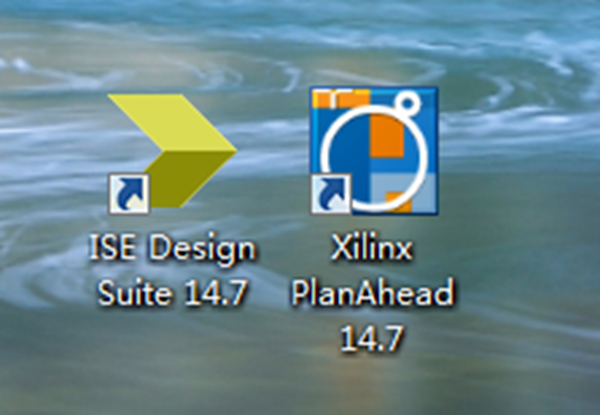 ISE Design
Suite 14.7
Xilinx
PlanAhead
14.7